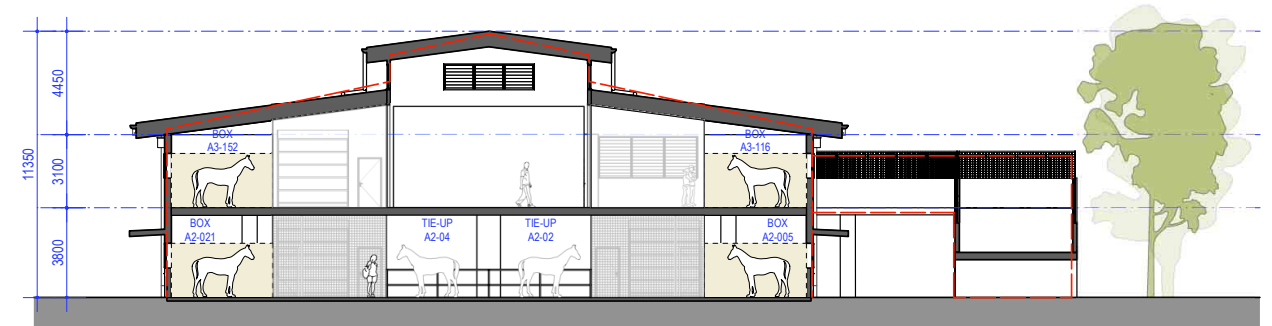 4450
11350
3100
3800
BOX
A3-152
BOX
A3-116
BOX
A2-021
TIE-UP
A2-04
TIE-UP
A2-02
BOX
A2-005